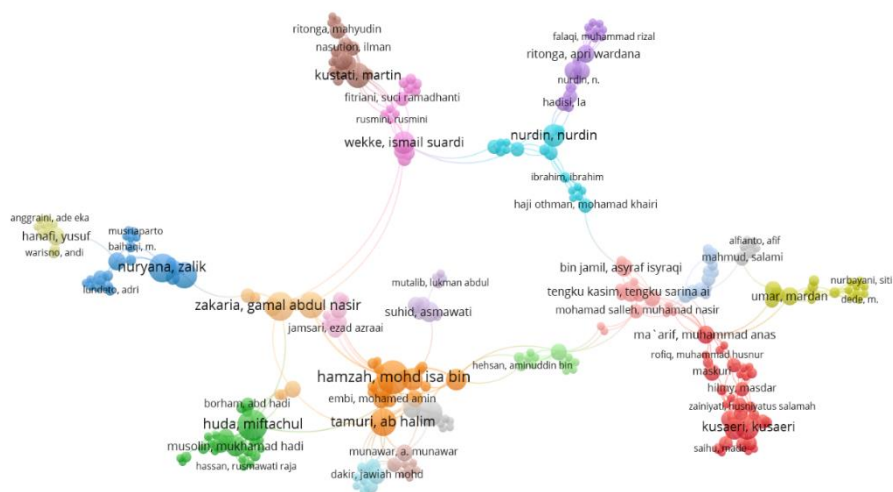 ritonga, mahyudin
nasution, ilman
kustati, martin
fitriani, suci ramadhanti
rusmini, rusmini
wekke, ismail suardi
falaqi, muhammad rizal
ritonga, apri wardana
nurdin, n.
hadisi, la
nurdin, nurdin
ibrahim, ibrahim
haji othman, mohamad khairi
anggraini, ade eka
hanafi, yusuf
warisno, andi
musnaparto
baihaqi, m.
nuryana, zalik
lundeto, adri
zakaria, gamal abdul nasir
jamsari, ezad azraai
mutalib, lukman abdul
suhid, asmawati
bin jamil, asyraf isyraqi
tengku kasim, tengku sarina ai
mohamad salleh, muhamad nasir
alfianto, afif
mahmud, salami
umar, mardan
nurbayani, siti
dede, m.
ma`arif, muhammad anas
rofiq, muhammad husnur
maskuri
hilmy, masdar
zainiyati, husniyatus salamah
kusaeri, kusaeri
saihu, made
hehsan, aminuddin bin
hamzah, mohd isa bin
embi, mohamed amin
tamuri, ab halim
munawar, a. munawar
dakir, jawiah mohd
borham, abd hadi
huda, miftachul
musolin, mukhamad hadi
hassan, rusmawati raja